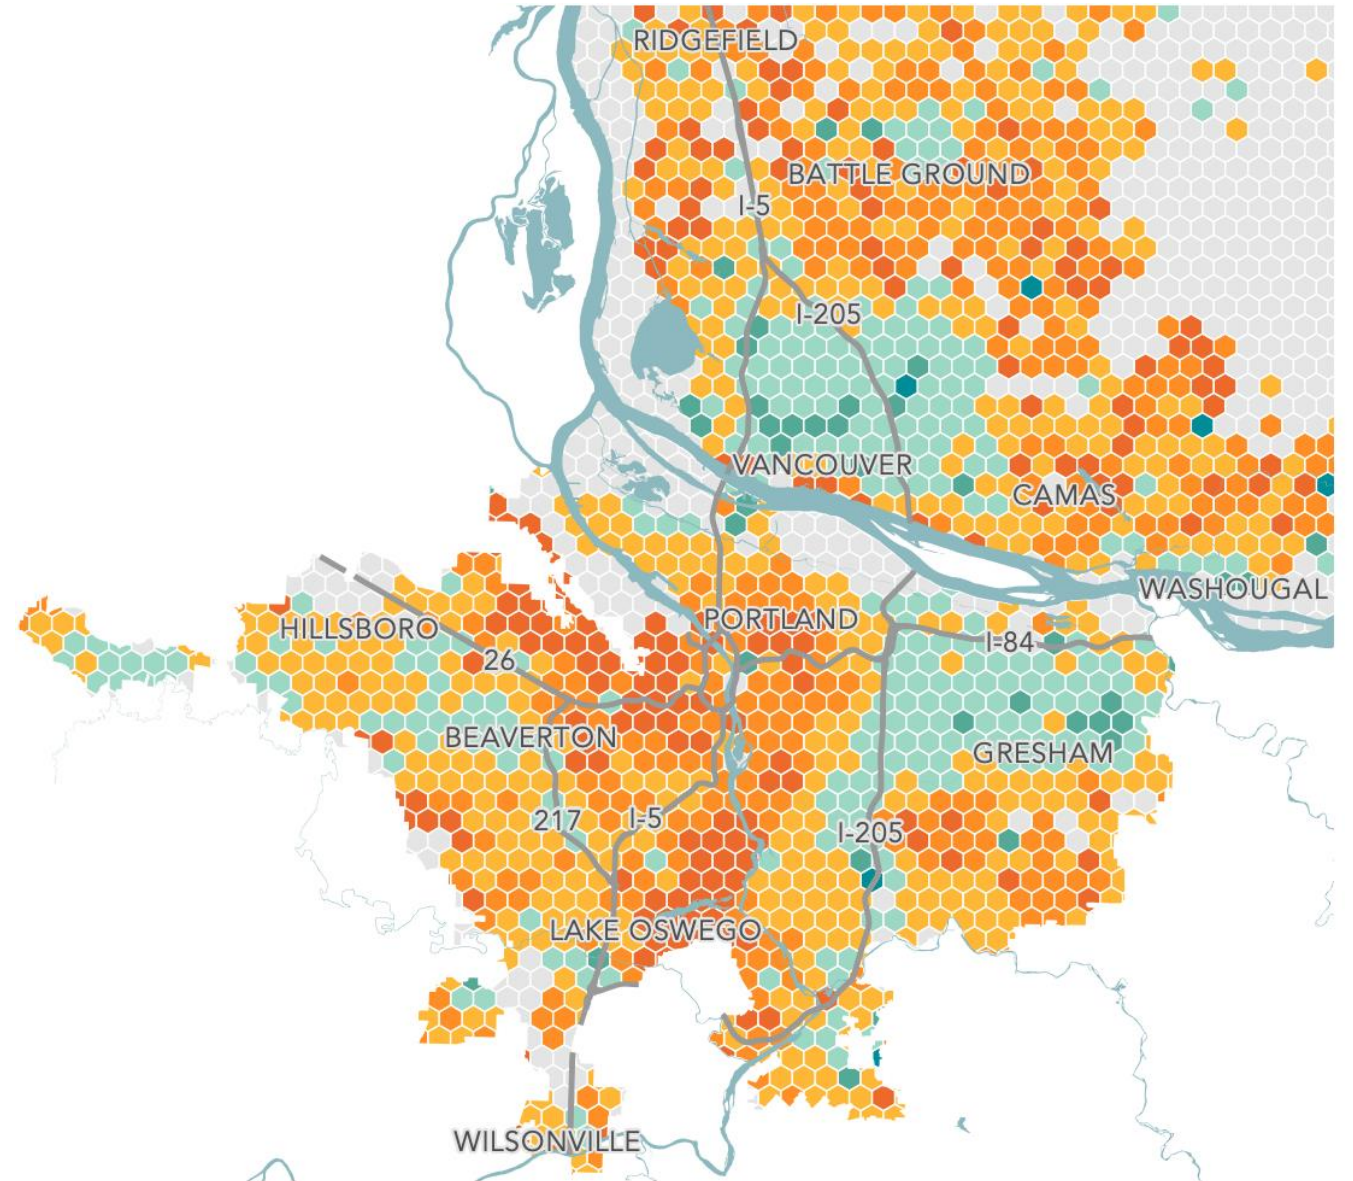 RIDGEFIELD
BATTLE GROUND
I-5
I-205
VANCOUVER
CAMAS
WASHOUGAL
PORTLAND
HILLSBORO
I-84
26
BEAVERTON
GRESHAM
217
I-5
I-205
LAKE OSWEGO
WILSONVILLE